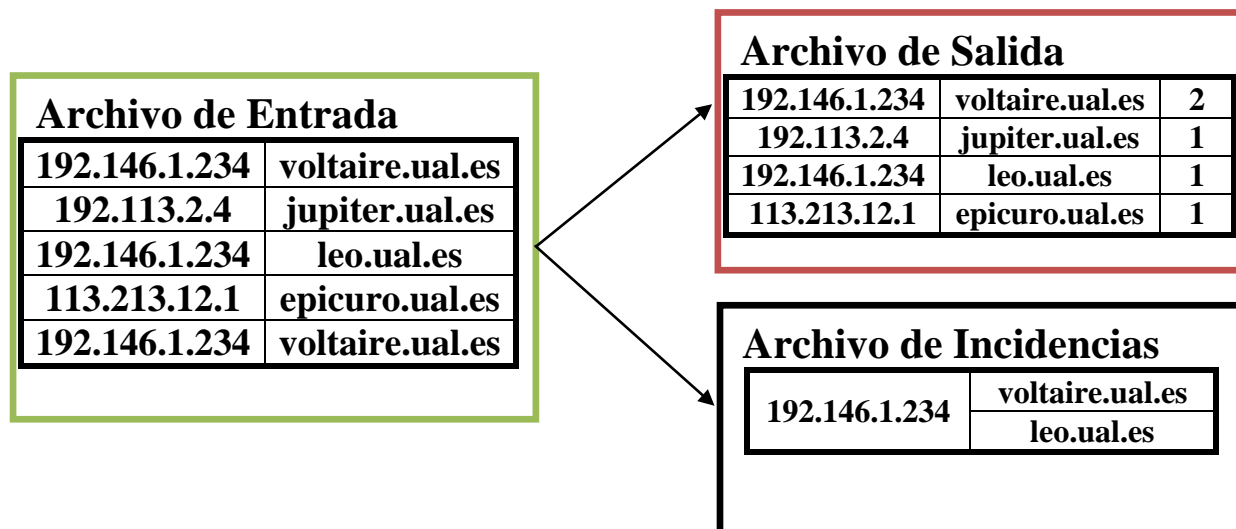 Archivo de Entrada
192.146.1.234 voltaire.ual.es
192.113.2.4 jupiter.ual.es
192.146.1.234 leo.ual.es
113.213.12.1 epicuro.ual.es
192.146.1.234 voltaire.ual.es
Archivo de Salida
192.146.1.234 voltaire.ual.es 2
192.113.2.4 jupiter.ual.es 1
192.146.1.234 leo.ual.es 1
113.213.12.1 epicuro.ual.es 1
Archivo de Incidencias
192.146.1.234 voltaire.ual.es
leo.ual.es